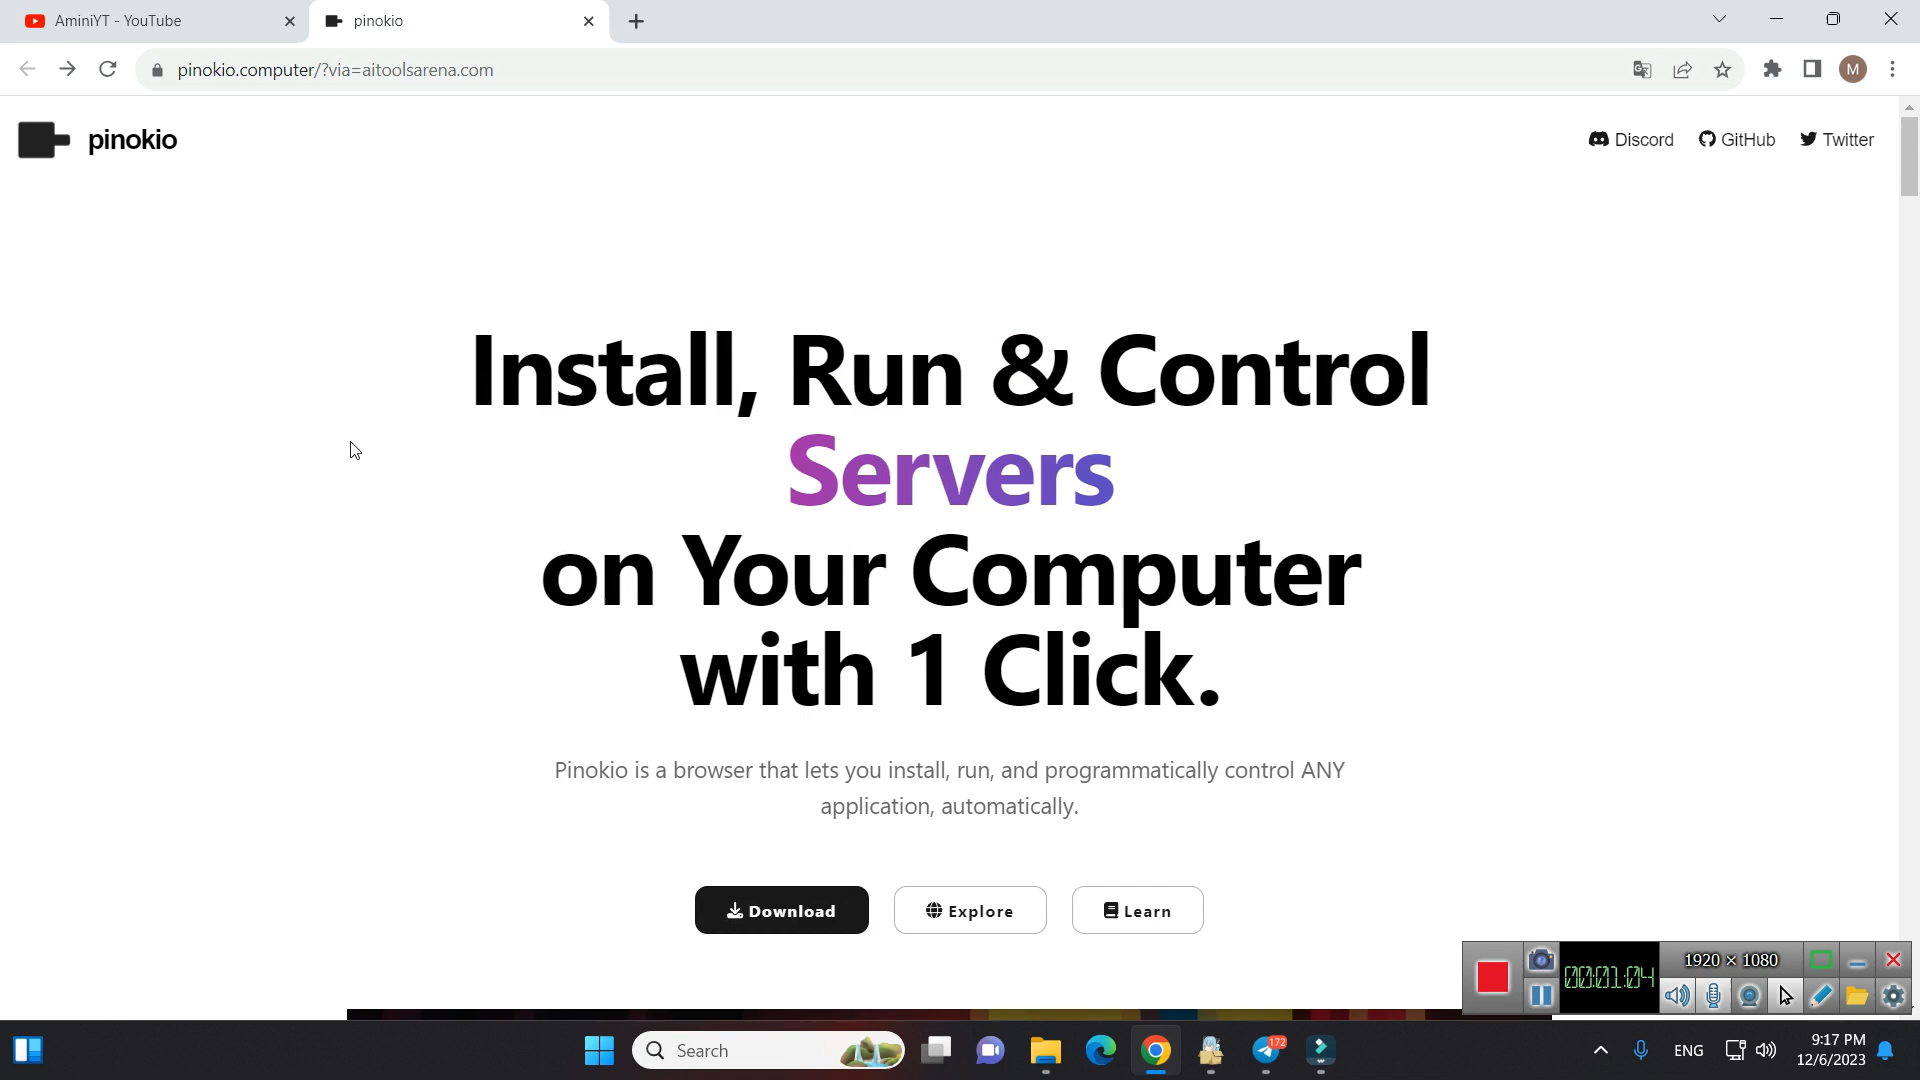 AminiYT - YouTube
pinokio
pinokio.computer/?via=aitoolsarena.com
M
pinokio
Discord
GitHub
Twitter
Install, Run & Control
Servers
on Your Computer
with 1 Click.
Pinokio is a browser that lets you install, run, and programmatically control ANY
application, automatically.
Download
Explore
Learn
00:01:04
1920 × 1080
Search
172
ENG
9:17 PM
12/6/2023